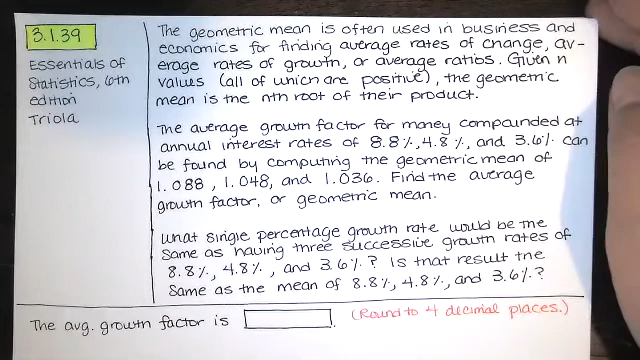 3.1.39
Essentials of
Statistics, 6th
edition
Triola
The geometric mean is often used in business and
economics for finding average rates of change, av-
erage rates of growth, or average ratios. Given n
values (all of which are positive), the geometric
mean is the nth root of their product.
The average growth factor for money compounded at
annual interest rates of 8.8%, 4.8%, and 3.6% can
be found by computing the geometric mean of
1.088, 1.048, and 1.036. Find the average
growth factor, or geometric mean.
What single percentage growth rate would be the
same as having three successive growth rates of
8.8%, 4.8%, and 3.6%? Is that result the
same as the mean of 8.8%, 4.8%, and 3.6%?
The avg. growth factor is . (Round to 4 decimal places.)